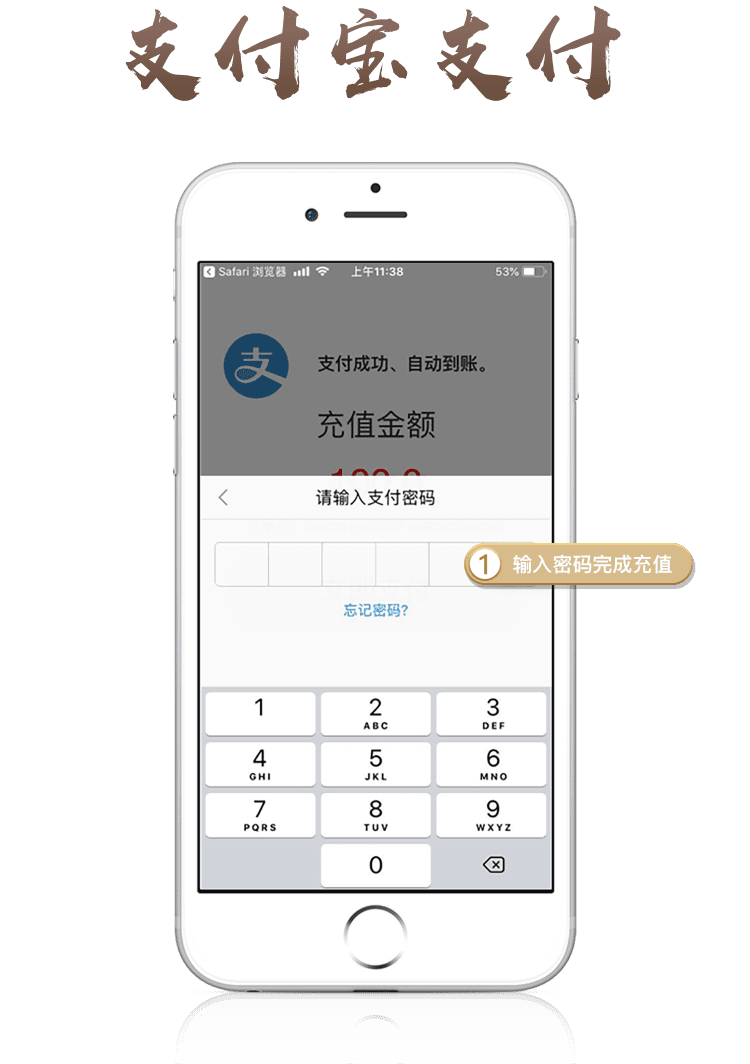 支付宝支付
Safari 浏览器 上午11:38 53%
支
支付成功、自动到账。
充值金额
请输入支付密码
1 输入密码完成充值
忘记密码?
1 2 3
ABC DEF
4 5 6
GHI JKL MNO
7 8 9
PQRS TUV WXYZ
0